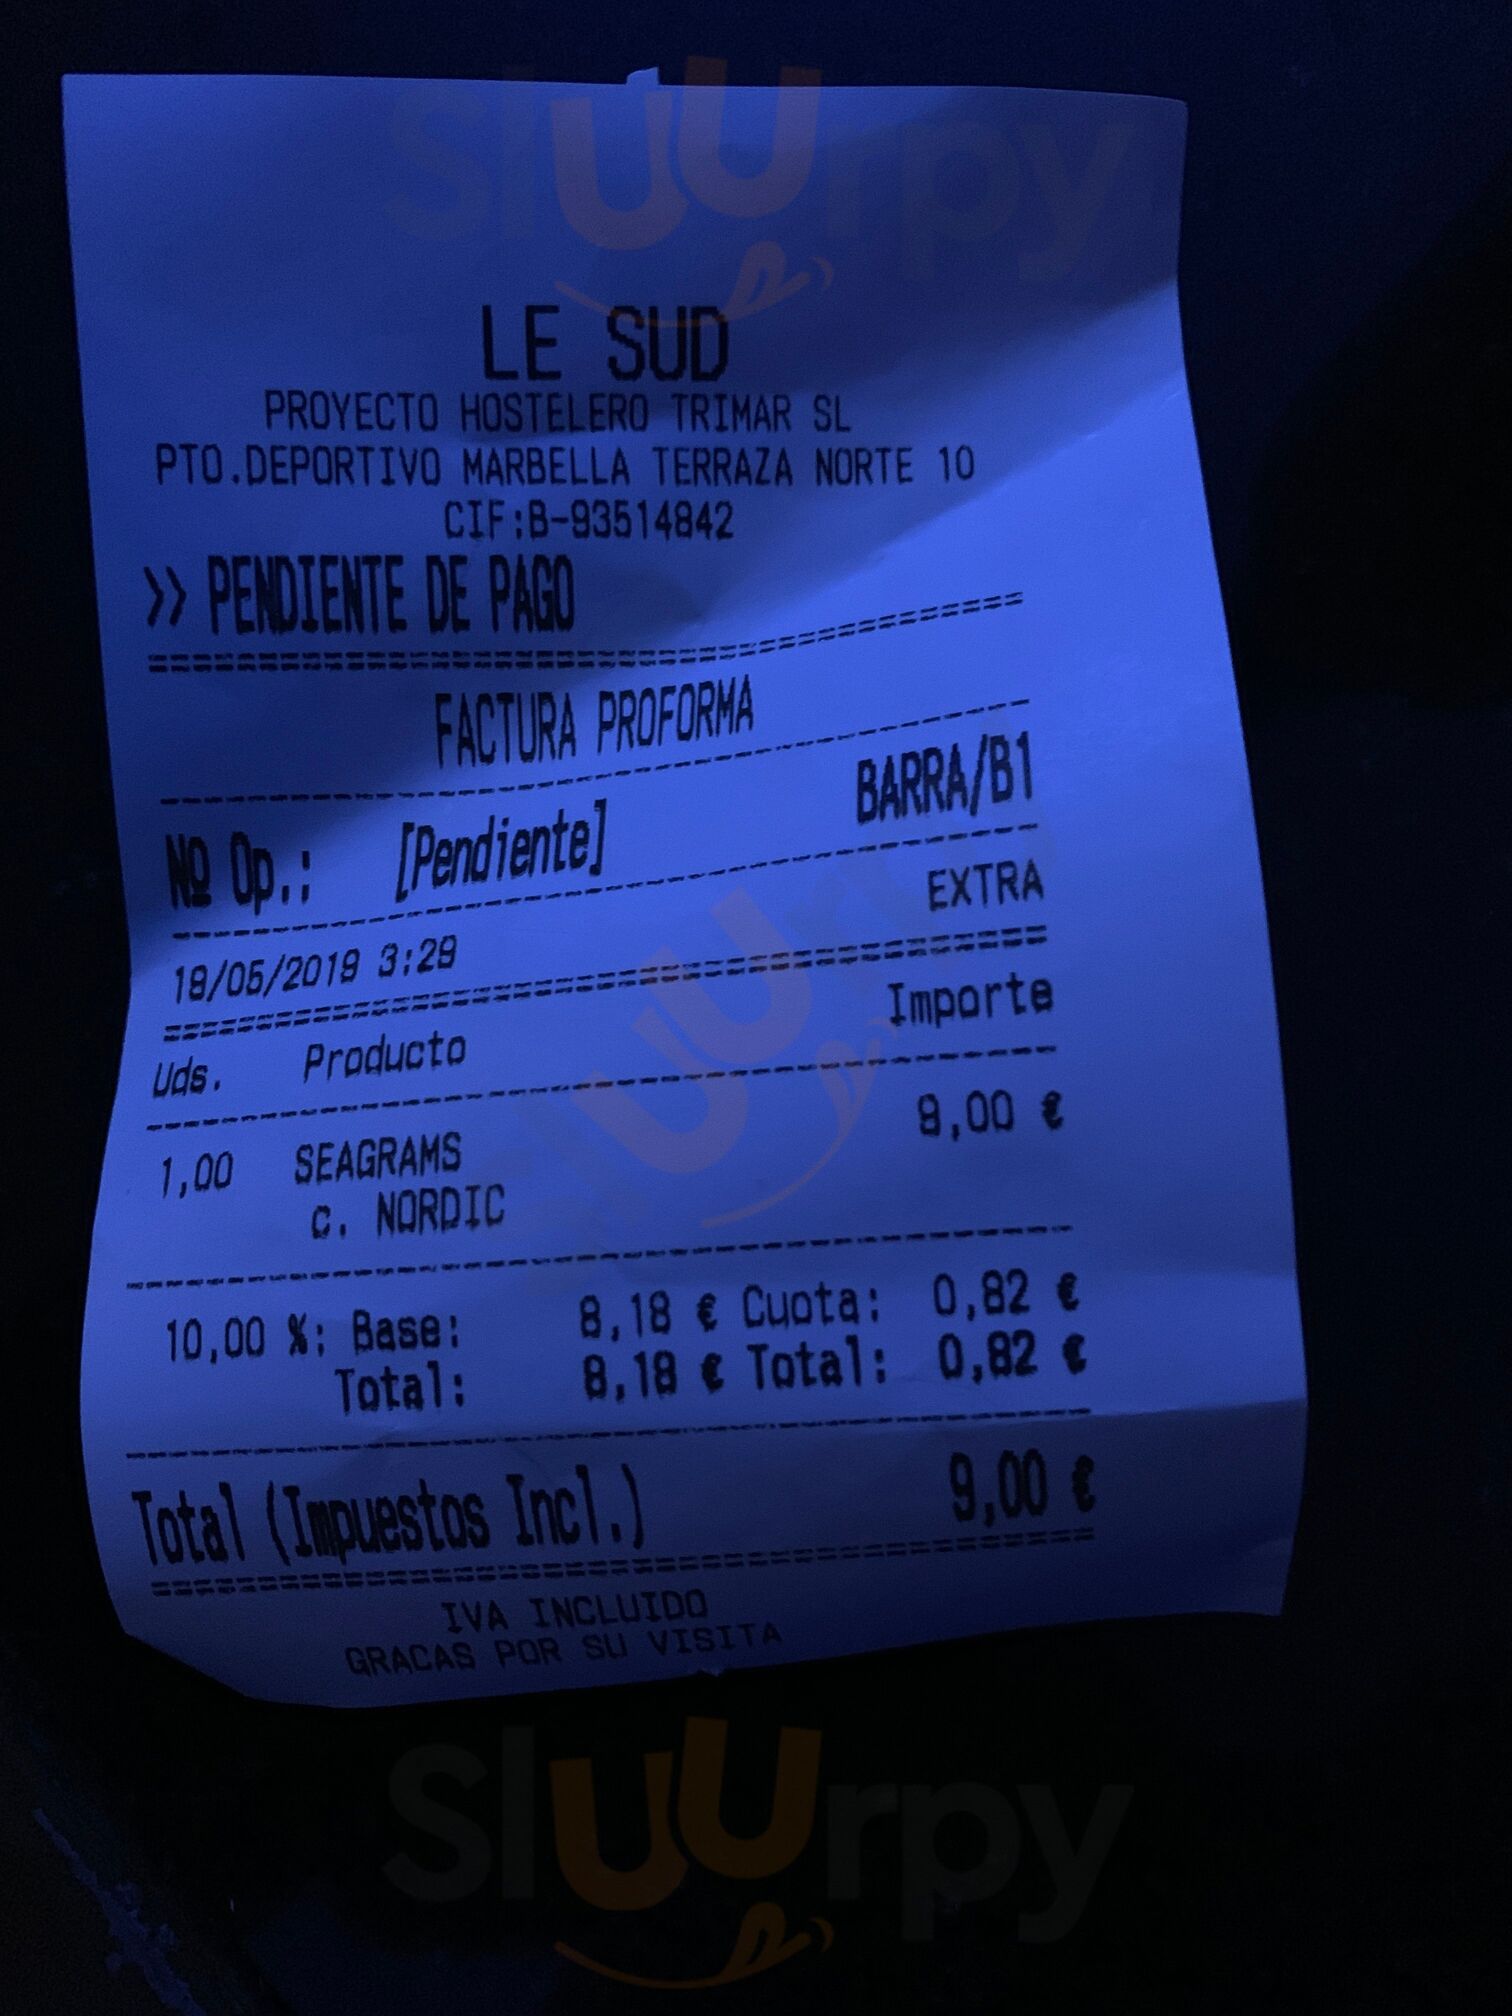 Sluurpy
LE SUD
PROYECTO HOSTELERO TRIMAR SL
PTO.DEPORTIVO MARBELLA TERRAZA NORTE 10
CIF:B-93514842
>> PENDIENTE DE PAGO
FACTURA PROFORMA
Nº Op.: [Pendiente] BARRA/B1
EXTRA
18/05/2019 3:29
Uds. Producto Importe
1,00 SEAGRAMS 9,00 €
c. NORDIC
10,00 %: Base: 8,18 € Cuota: 0,82 €
Total: 8,18 € Total: 0,82 €
Total (Impuestos Incl.) 9,00 €
IVA INCLUIDO
GRACAS POR SU VISITA
Sluurpy